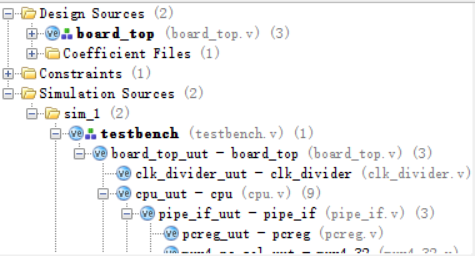 Design Sources (2)
board_top (board_top.v) (3)
Coefficient Files (1)
Constraints (1)
Simulation Sources (2)
sim_1 (2)
testbench (testbench.v) (1)
board_top_uut - board_top (board_top.v) (3)
clk_divider_uut - clk_divider (clk_divider.v)
cpu_uut - cpu (cpu.v) (9)
pipe_if_uut - pipe_if (pipe_if.v) (3)
pcreg_uut - pcreg (pcreg.v)